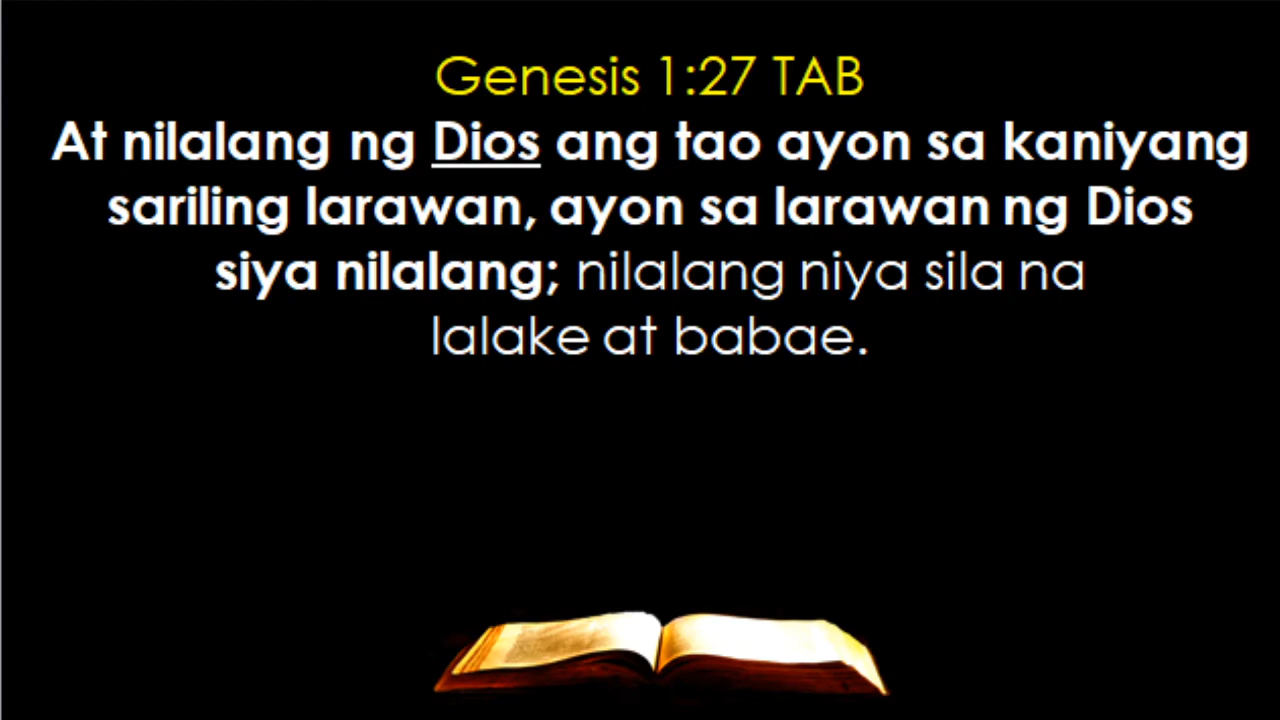 Genesis 1:27 TAB
At nilalang ng Dios ang tao ayon sa kaniyang
sariling larawan, ayon sa larawan ng Dios
siya nilalang; nilalang niya sila na
lalake at babae.